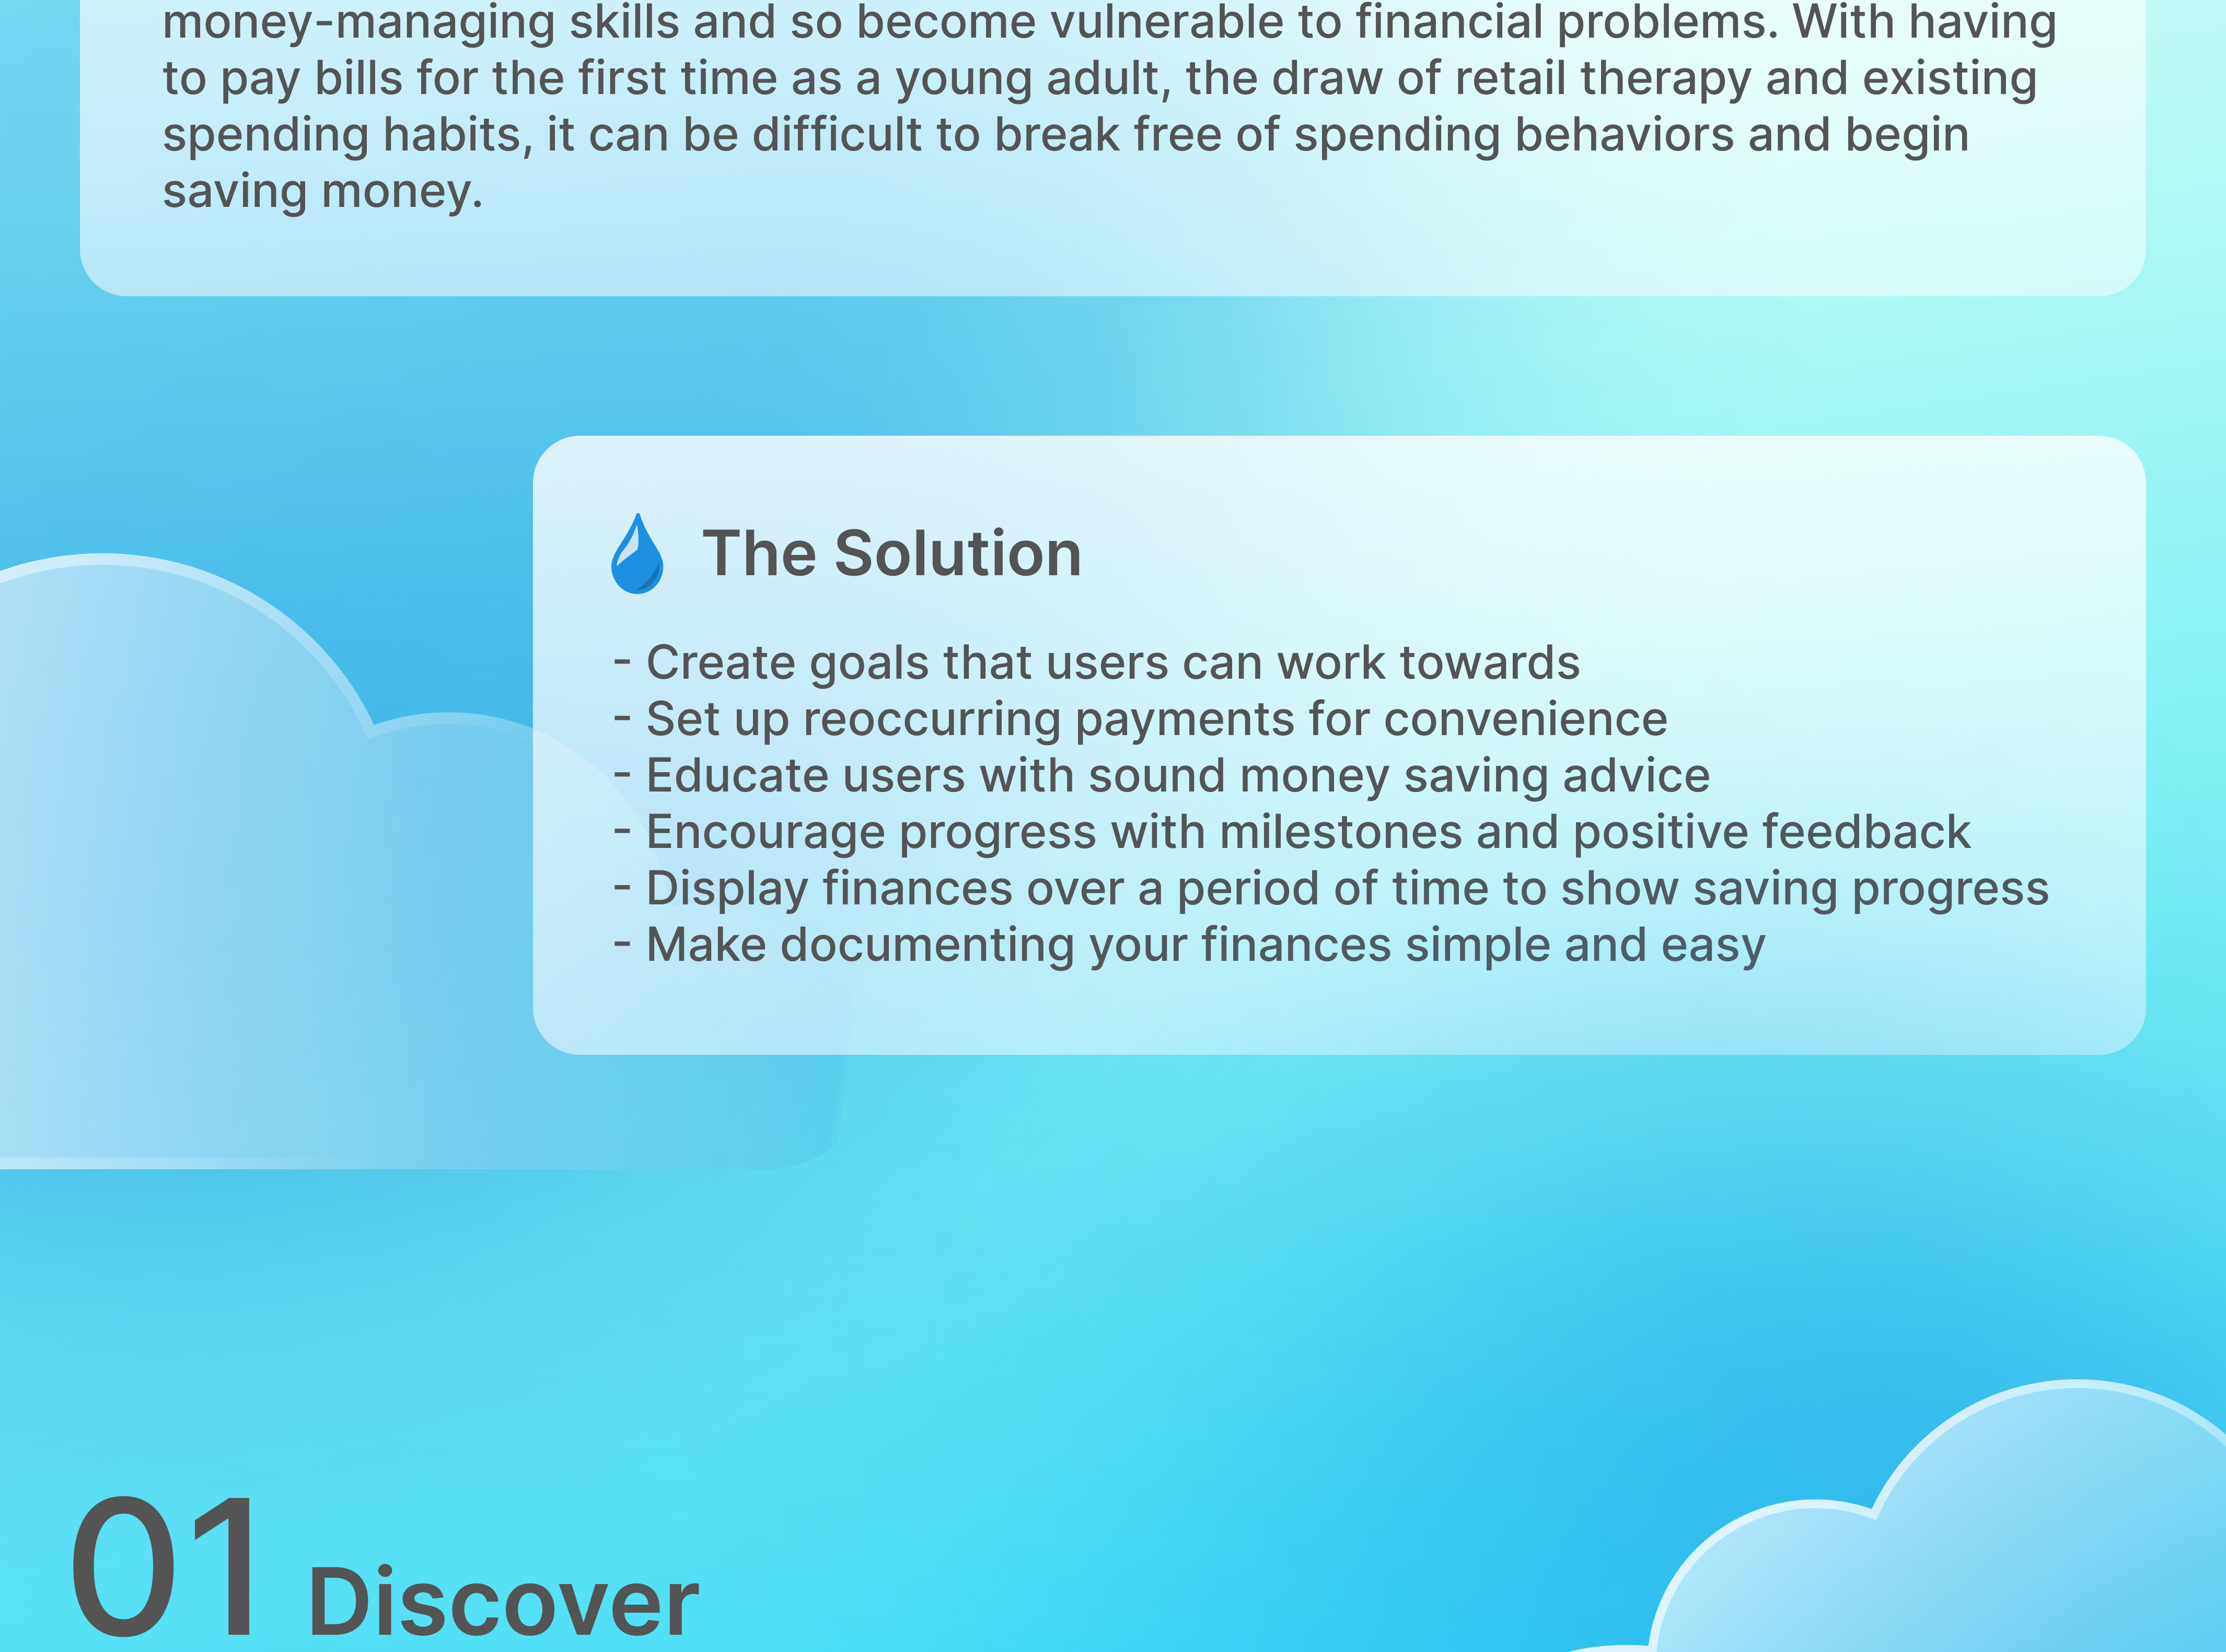 money-managing skills and so become vulnerable to financial problems. With having
to pay bills for the first time as a young adult, the draw of retail therapy and existing
spending habits, it can be difficult to break free of spending behaviors and begin
saving money.
The Solution
- Create goals that users can work towards
- Set up reoccurring payments for convenience
- Educate users with sound money saving advice
- Encourage progress with milestones and positive feedback
- Display finances over a period of time to show saving progress
- Make documenting your finances simple and easy
01 Discover